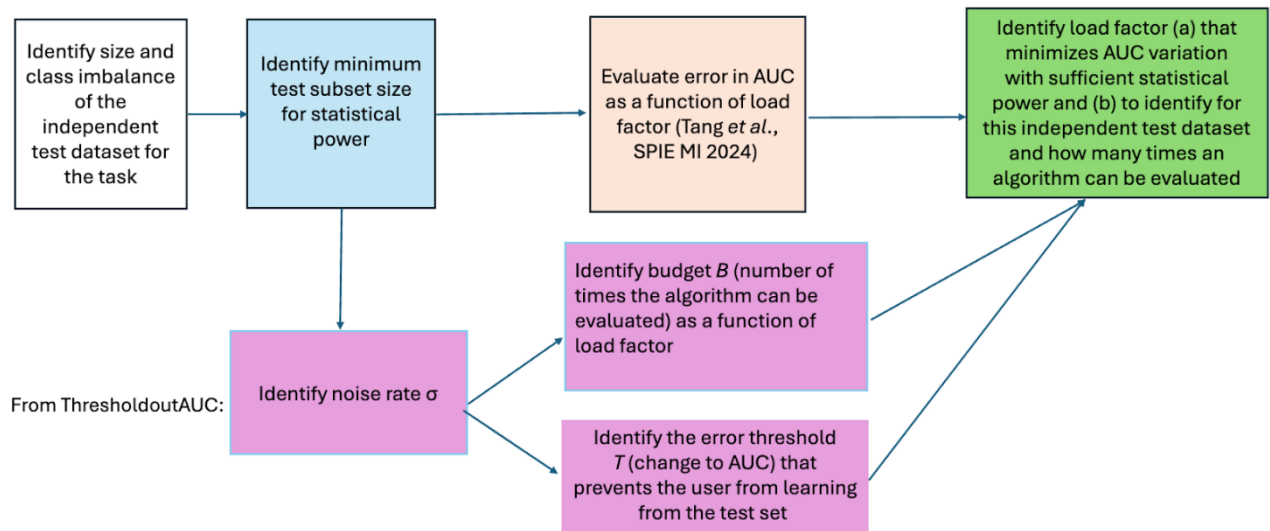 Identify size and
class imbalance
of the
independent
test dataset for
the task
Identify minimum
test subset size
for statistical
power
Evaluate error in AUC
as a function of load
factor (Tang et al.,
SPIE MI 2024)
Identify load factor (a) that
minimizes AUC variation
with sufficient statistical
power and (b) to identify for
this independent test dataset
and how many times an
algorithm can be evaluated
From ThresholdoutAUC:
Identify noise rate σ
Identify budget B (number of
times the algorithm can be
evaluated) as a function of
load factor
Identify the error threshold
T (change to AUC) that
prevents the user from learning
from the test set